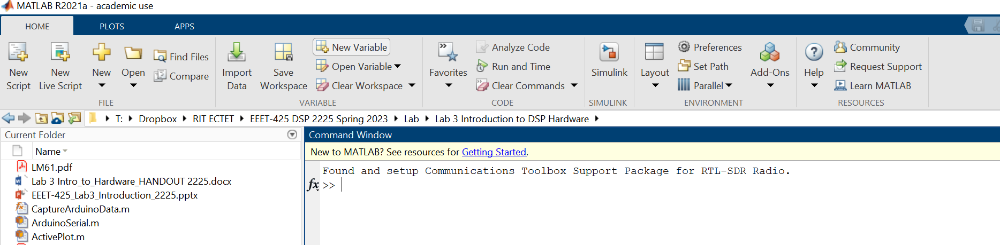 MATLAB R2021a - academic use
HOME PLOTS APPS
New Script
New Live Script
New
Open
Find Files
Compare
FILE
Import Data
Save Workspace
New Variable
Open Variable
Clear Workspace
VARIABLE
Favorites
Analyze Code
Run and Time
Clear Commands
CODE
Simulink
SIMULINK
Layout
Preferences
Set Path
Parallel
Add-Ons
ENVIRONMENT
Help
Community
Request Support
Learn MATLAB
RESOURCES
T: Dropbox RIT ECTET EEET-425 DSP 2225 Spring 2023 Lab Lab 3 Introduction to DSP Hardware
Current Folder
Name
LM61.pdf
Lab 3 Intro_to_Hardware_HANDOUT 2225.docx
EEET-425_Lab3_Introduction_2225.pptx
CaptureArduinoData.m
ArduinoSerial.m
ActivePlot.m
Command Window
New to MATLAB? See resources for Getting Started.
Found and setup Communications Toolbox Support Package for RTL-SDR Radio.
fx >>